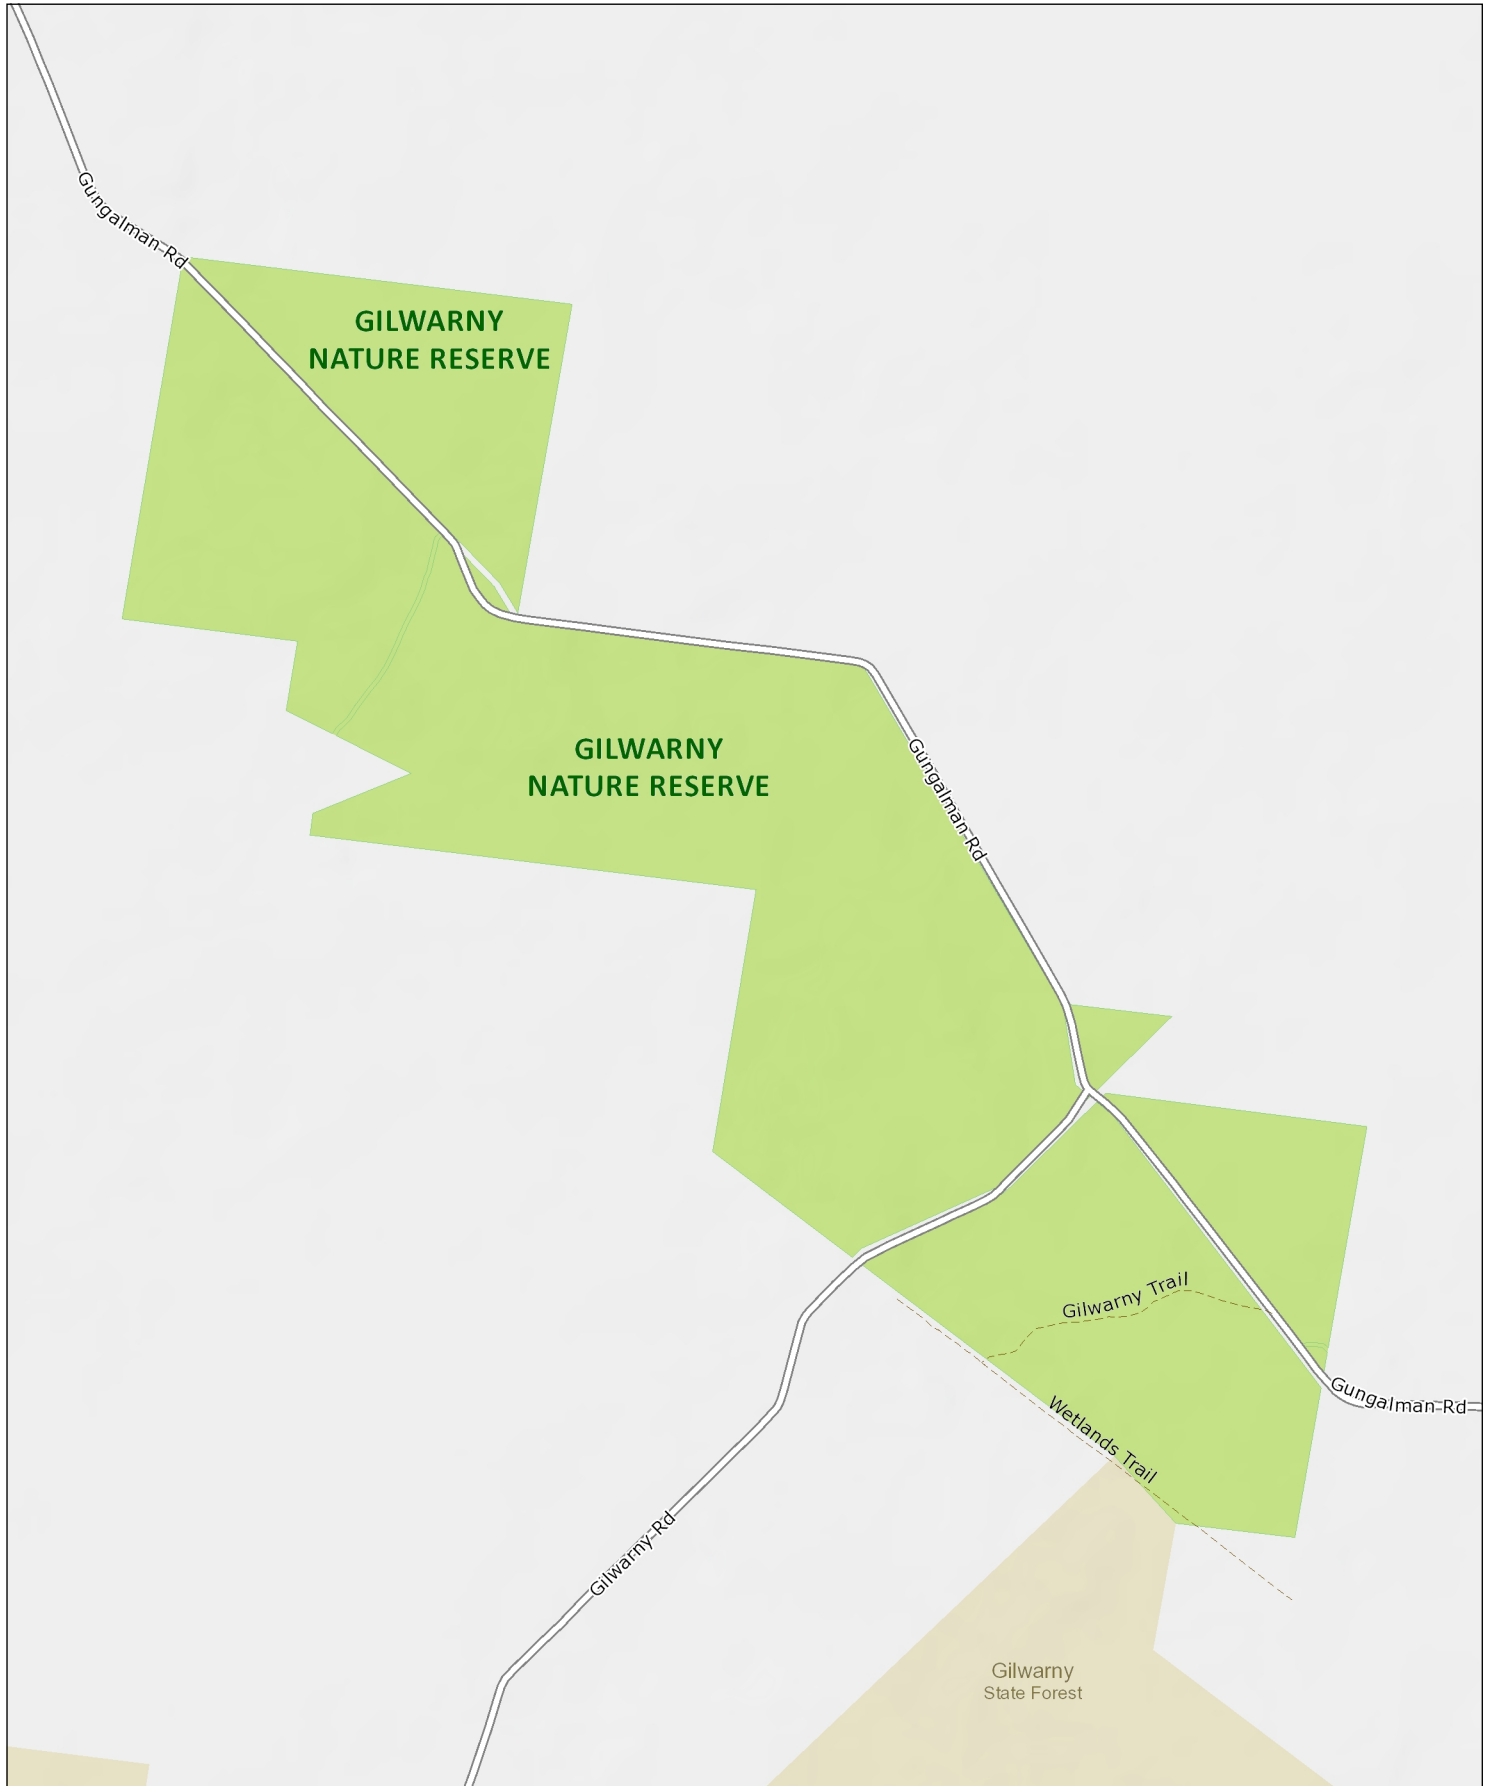 Gungalman Rd
GILWARNY
NATURE RESERVE
GILWARNY
NATURE RESERVE
Gungalman Rd
Gilwarny Trail
Gungalman Rd
Wetlands Trail
Gilwarny Rd
Gilwarny
State Forest